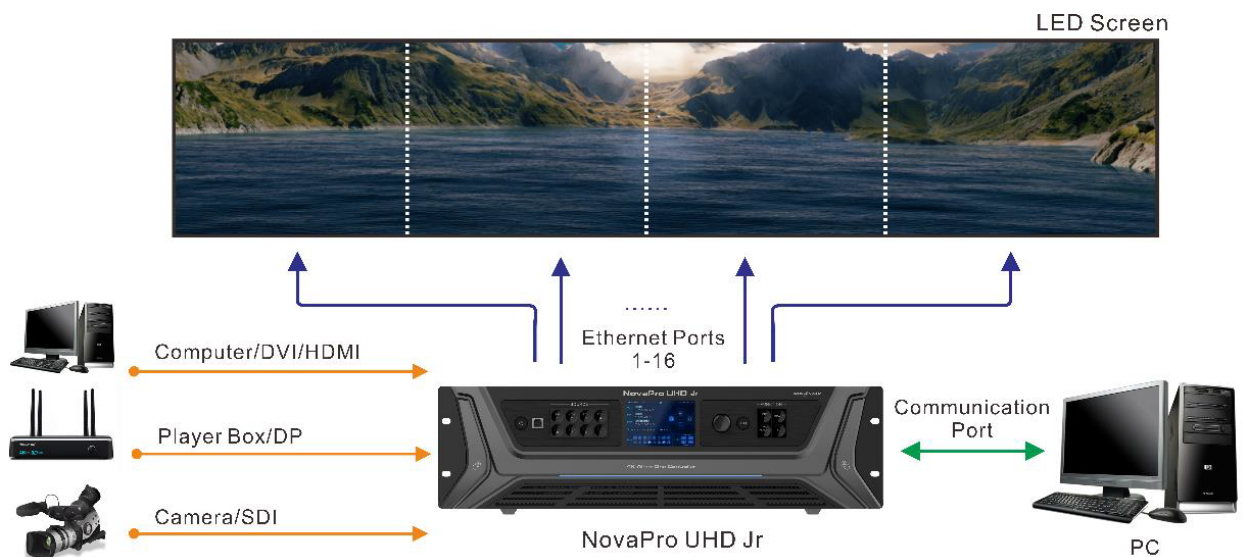 LED Screen
......
Ethernet Ports
1-16
Computer/DVI/HDMI
Player Box/DP
Camera/SDI
NovaPro UHD Jr
Communication
Port
NovaPro UHD Jr
PC